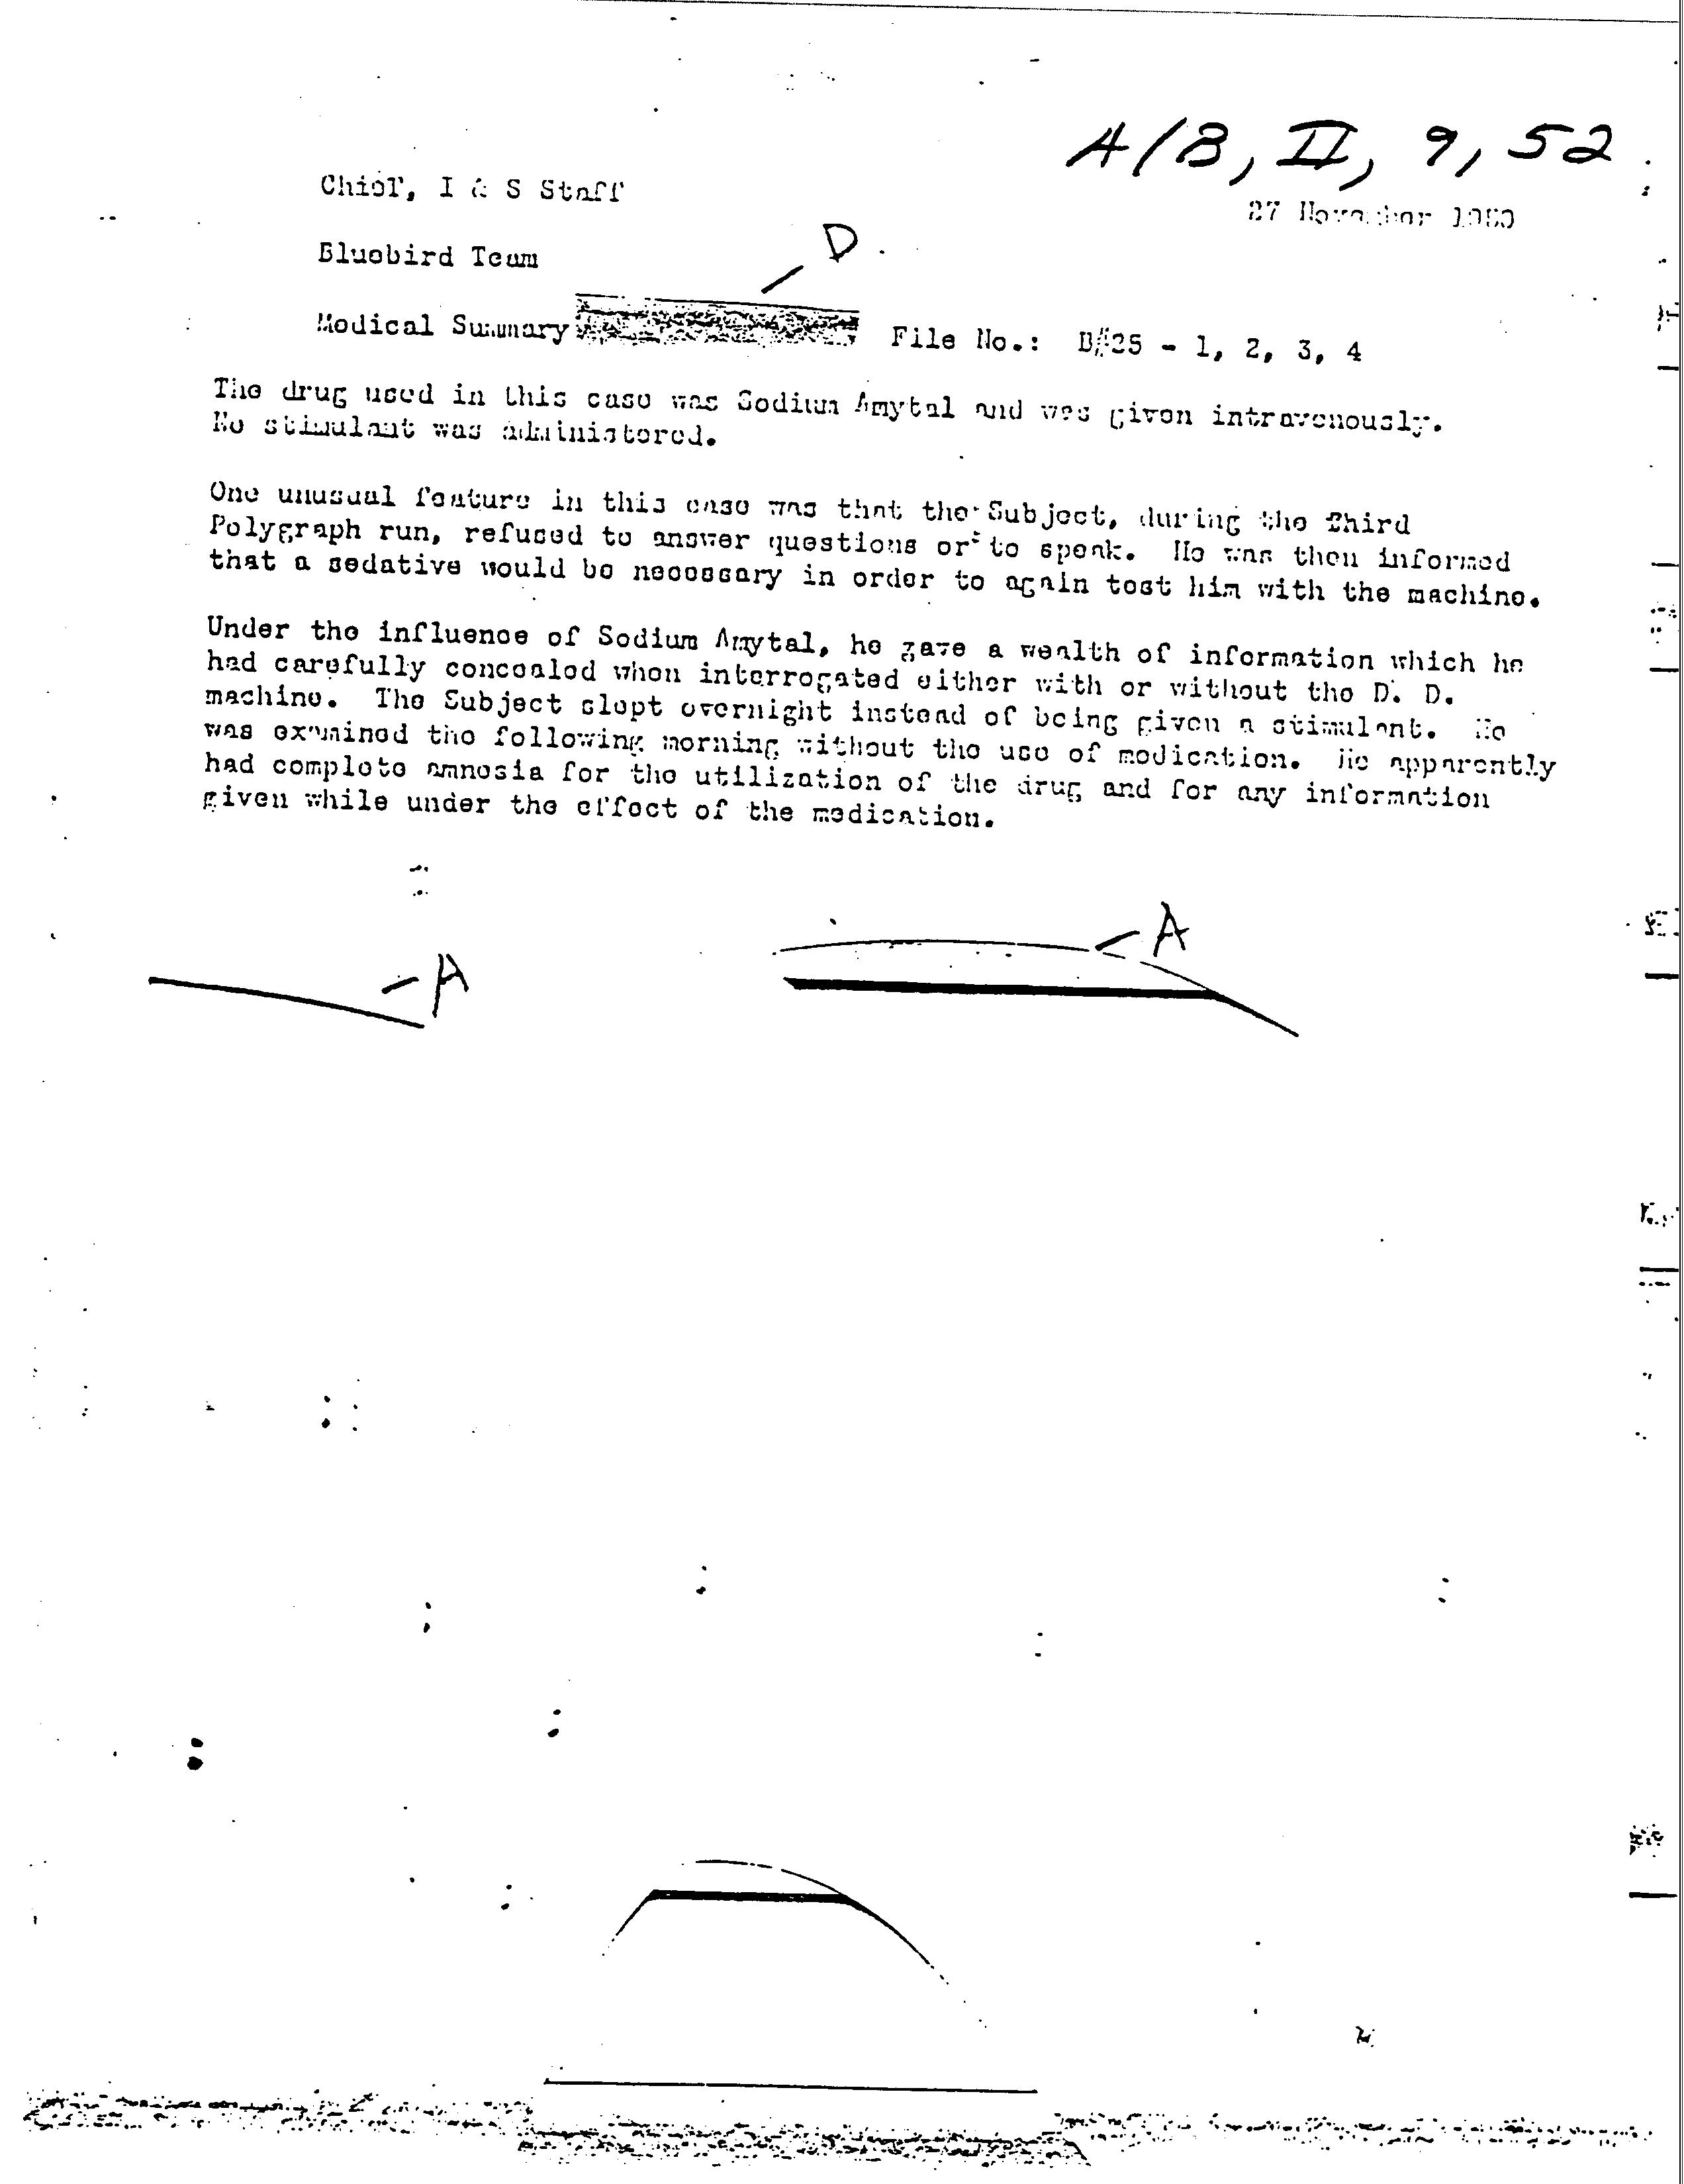 A/B, II, 9, 52
Chief, I & S Staff
27 November 1950
Bluebird Team
D
Medical Summary
File No.: B#25 - 1, 2, 3, 4
The drug used in this case was Sodium Amytal and was given intravenously.
No stimulant was administered.
One unusual feature in this case was that the Subject, during the third
Polygraph run, refused to answer questions or to speak. He was then informed
that a sedative would be necessary in order to again test him with the machine.
Under the influence of Sodium Amytal, he gave a wealth of information which he
had carefully concealed when interrogated either with or without the D. D.
machine. The Subject slept overnight instead of being given a stimulant. He
was examined the following morning without the use of medication. He apparently
had complete amnesia for the utilization of the drug and for any information
given while under the effect of the medication.
A
A